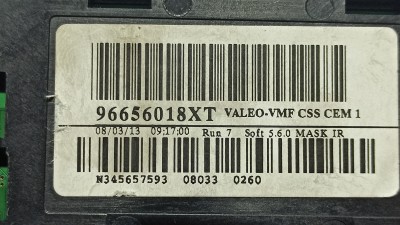 96656018XT VALEO-VMF CSS CEM 1
08/03/13 09:17:00 Run 7 Soft 5.6.0 MASK IR
N345657593 08033 0260